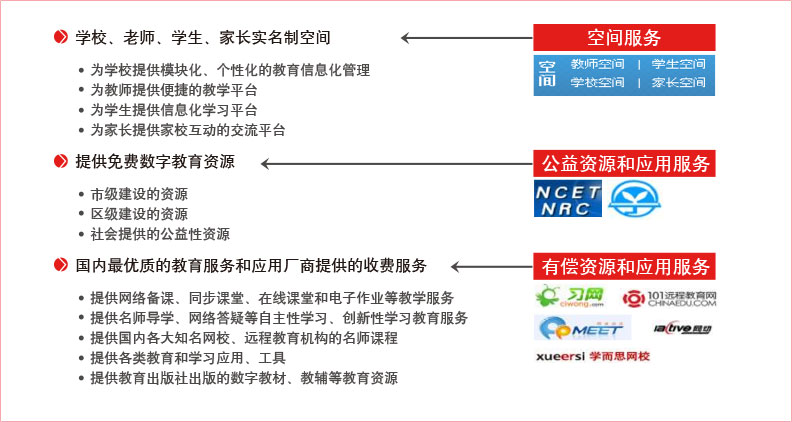 学校、老师、学生、家长实名制空间
空间服务
为学校提供模块化、个性化的教育信息化管理
为教师提供便捷的教学平台
为学生提供信息化学习平台
为家长提供家校互动的交流平台
空间
教师空间 | 学生空间
学校空间 | 家长空间
提供免费数字教育资源
公益资源和应用服务
市级建设的资源
区级建设的资源
社会提供的公益性资源
NCET
NRC
国内最优质的教育服务和应用厂商提供的收费服务
有偿资源和应用服务
提供网络备课、同步课堂、在线课堂和电子作业等教学服务
提供名师导学、网络答疑等自主性学习、创新性学习教育服务
提供国内各大知名网校、远程教育机构的名师课程
提供各类教育和学习应用、工具
提供教育出版社出版的数字教材、教辅等教育资源
习网
ciwong.com
101远程教育网
CHINAEDU.COM
MEET
xueersi 学而思网校